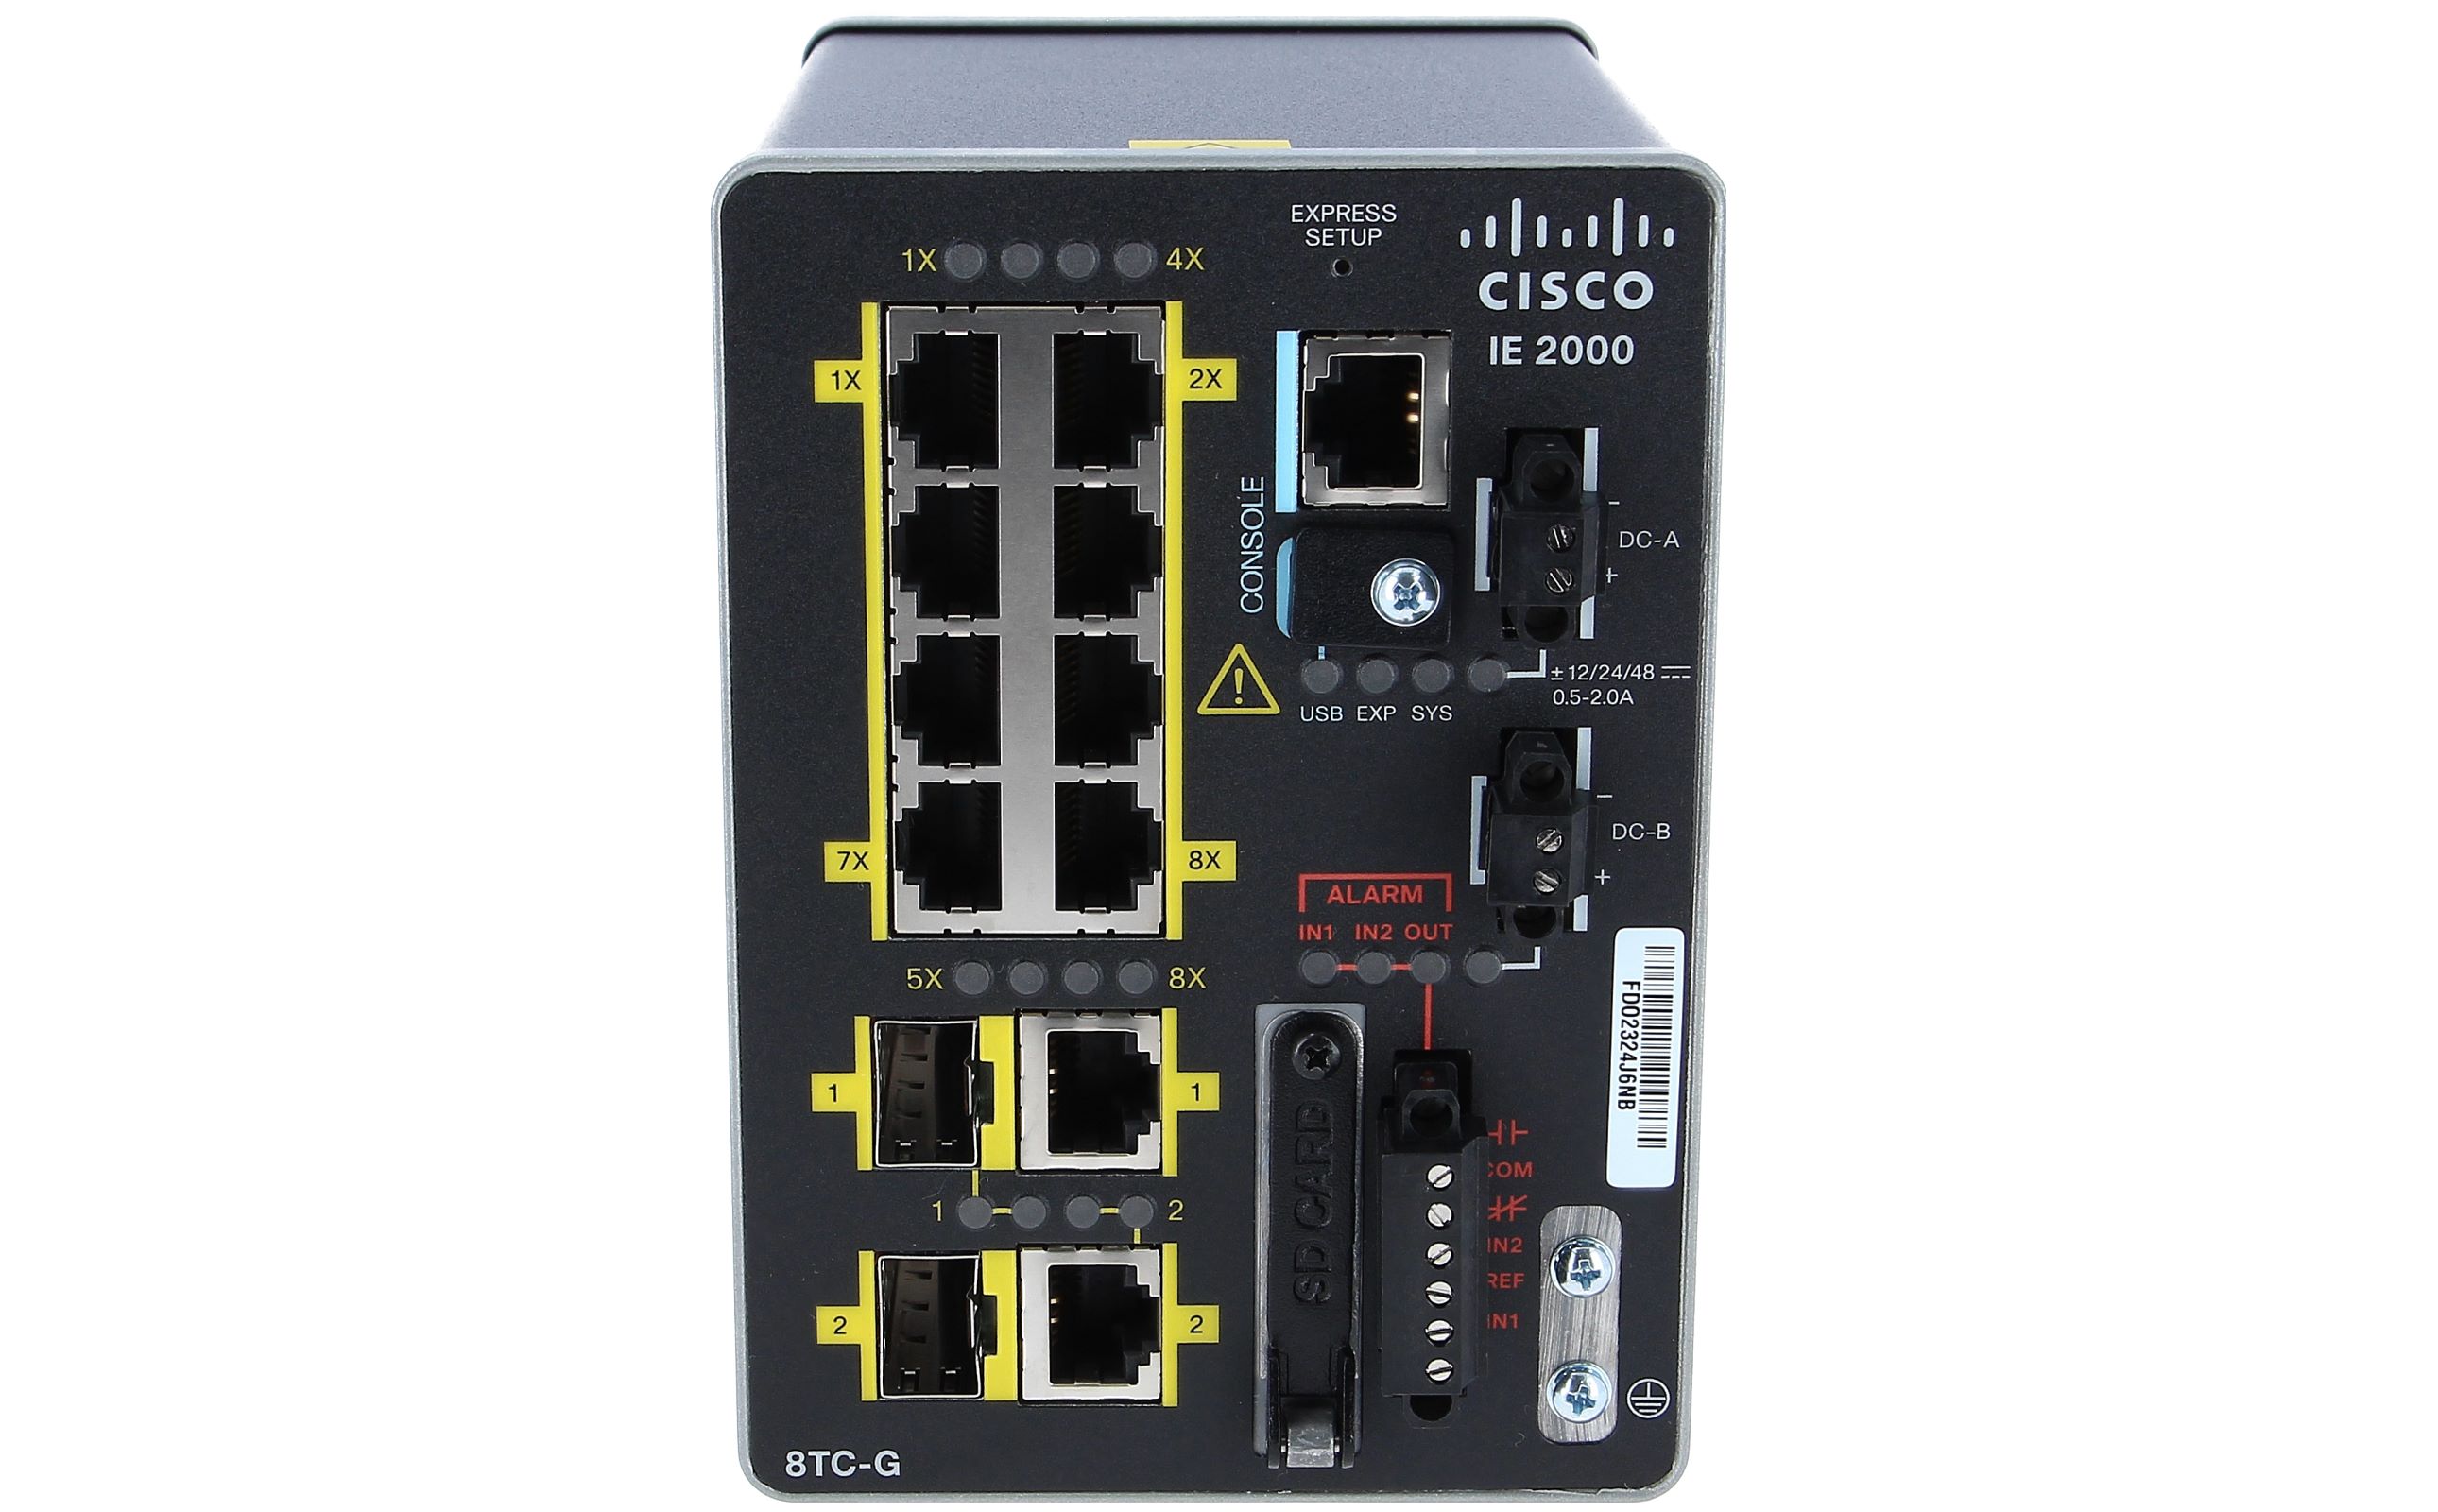 EXPRESS
SETUP
CISCO
IE 2000
1X 4X
1X 2X
7X 8X
5X 8X
CONSOLE
- DC-A +
±12/24/48
0.5-2.0A
USB EXP SYS
- DC-B +
ALARM
IN1 IN2 OUT
FDO2324J6NB
1 1
1 2
2 2
SD CARD
COM
IN2
REF
IN1
8TC-G